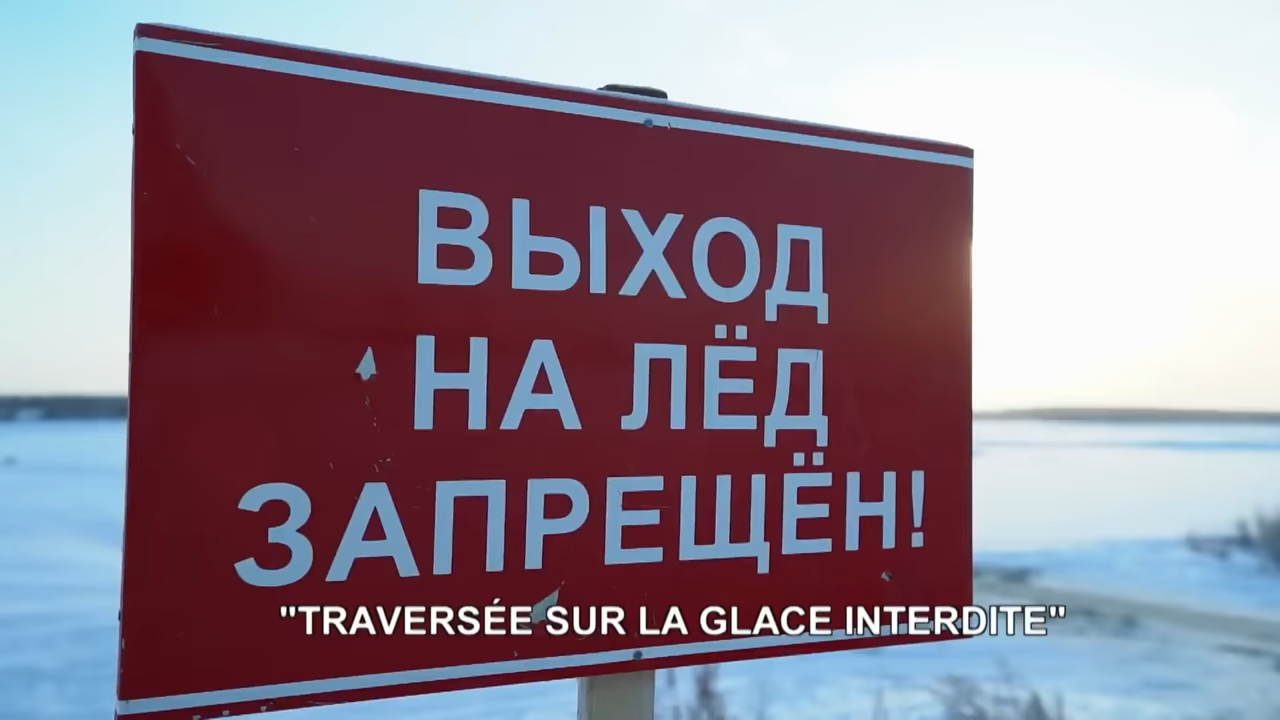 ВЫХОД
НА ЛЁД
ЗАПРЕЩЁН!
"TRAVERSÉE SUR LA GLACE INTERDITE"